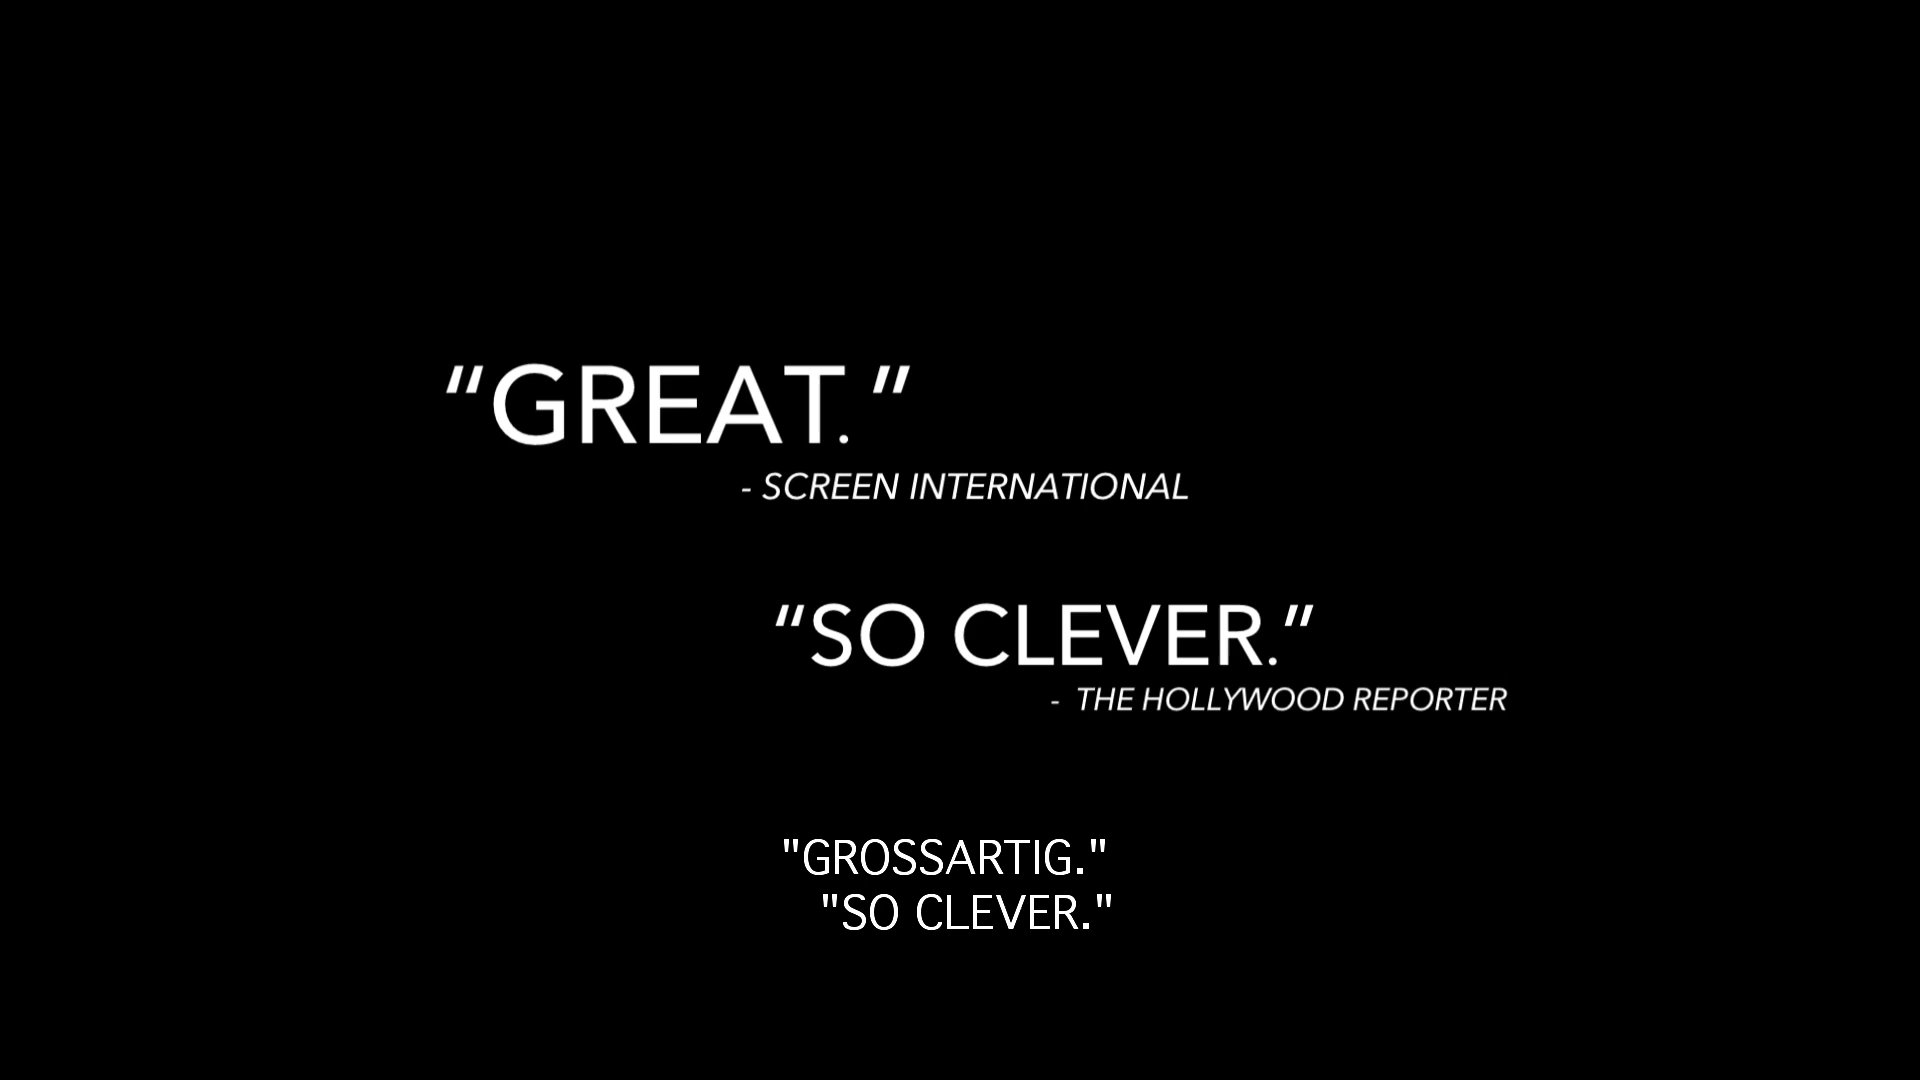 “GREAT.”
- SCREEN INTERNATIONAL
“SO CLEVER.”
- THE HOLLYWOOD REPORTER
"GROSSARTIG."
"SO CLEVER."